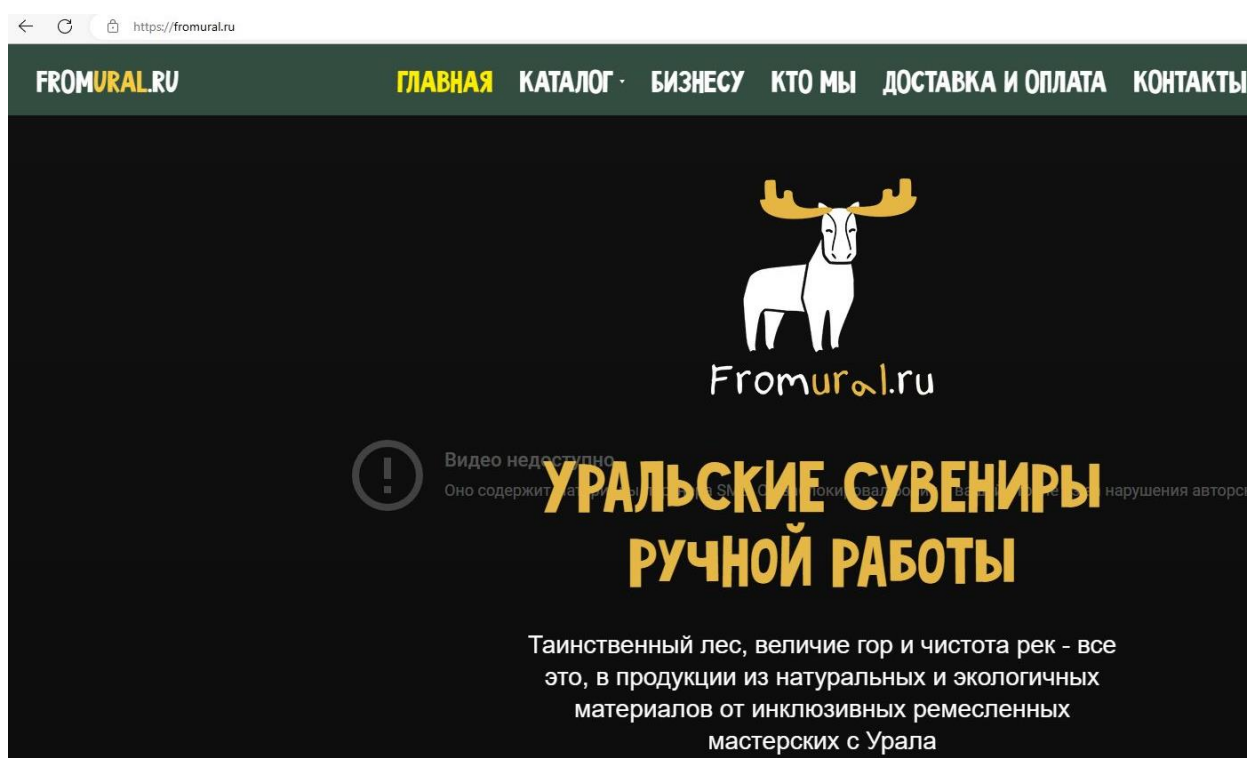 https://fromural.ru
FROMURAL.RU
ГЛАВНАЯ КАТАЛОГ БИЗНЕСУ КТО МЫ ДОСТАВКА И ОПЛАТА КОНТАКТЫ
Fromural.ru
Видео недоступно
Оно содержит
нарушения
УРАЛЬСКИЕ СУВЕНИРЫ
РУЧНОЙ РАБОТЫ
Таинственный лес, величие гор и чистота рек - все
это, в продукции из натуральных и экологичных
материалов от инклюзивных ремесленных
мастерских с Урала